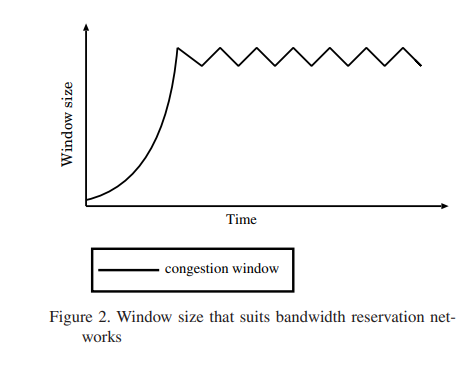 Window size
Time
congestion window
Figure 2. Window size that suits bandwidth reservation net-
works